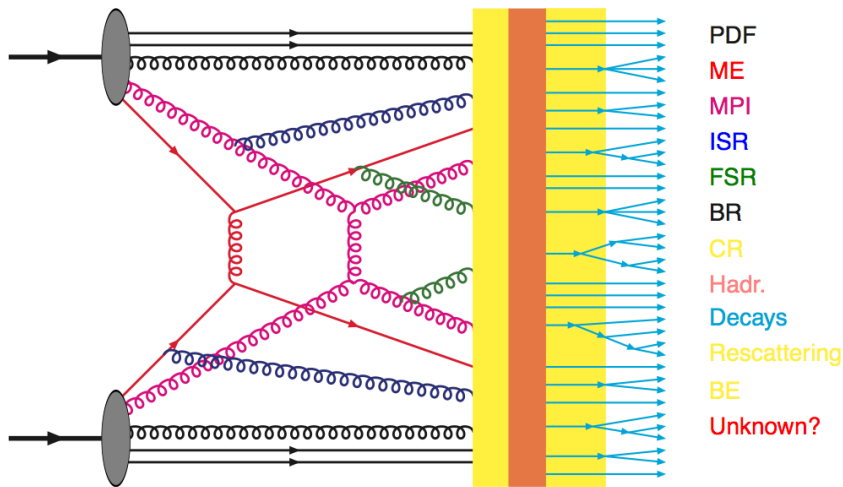 PDF
ME
MPI
ISR
FSR
BR
CR
Hadr.
Decays
Rescattering
BE
Unknown?